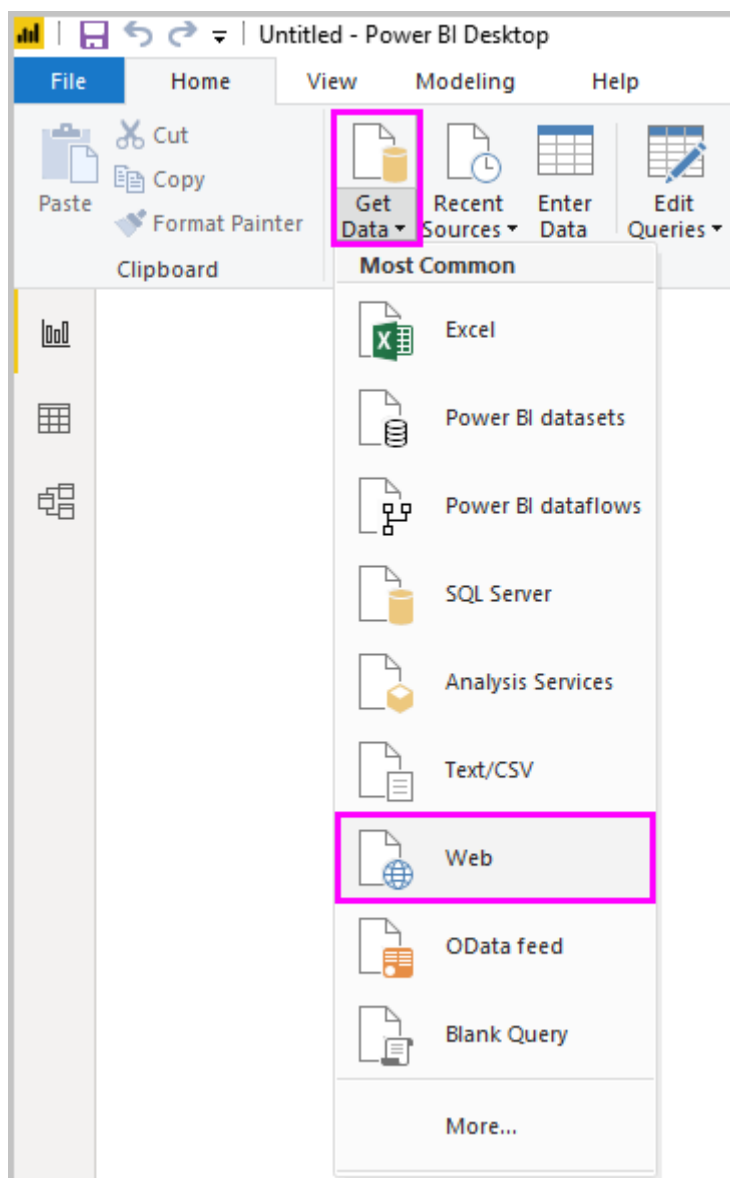 Untitled - Power BI Desktop
File Home View Modeling Help
Cut
Copy
Format Painter
Paste
Clipboard
Get
Data
Recent
Sources
Enter
Data
Edit
Queries
Most Common
Excel
Power BI datasets
Power BI dataflows
SQL Server
Analysis Services
Text/CSV
Web
OData feed
Blank Query
More...